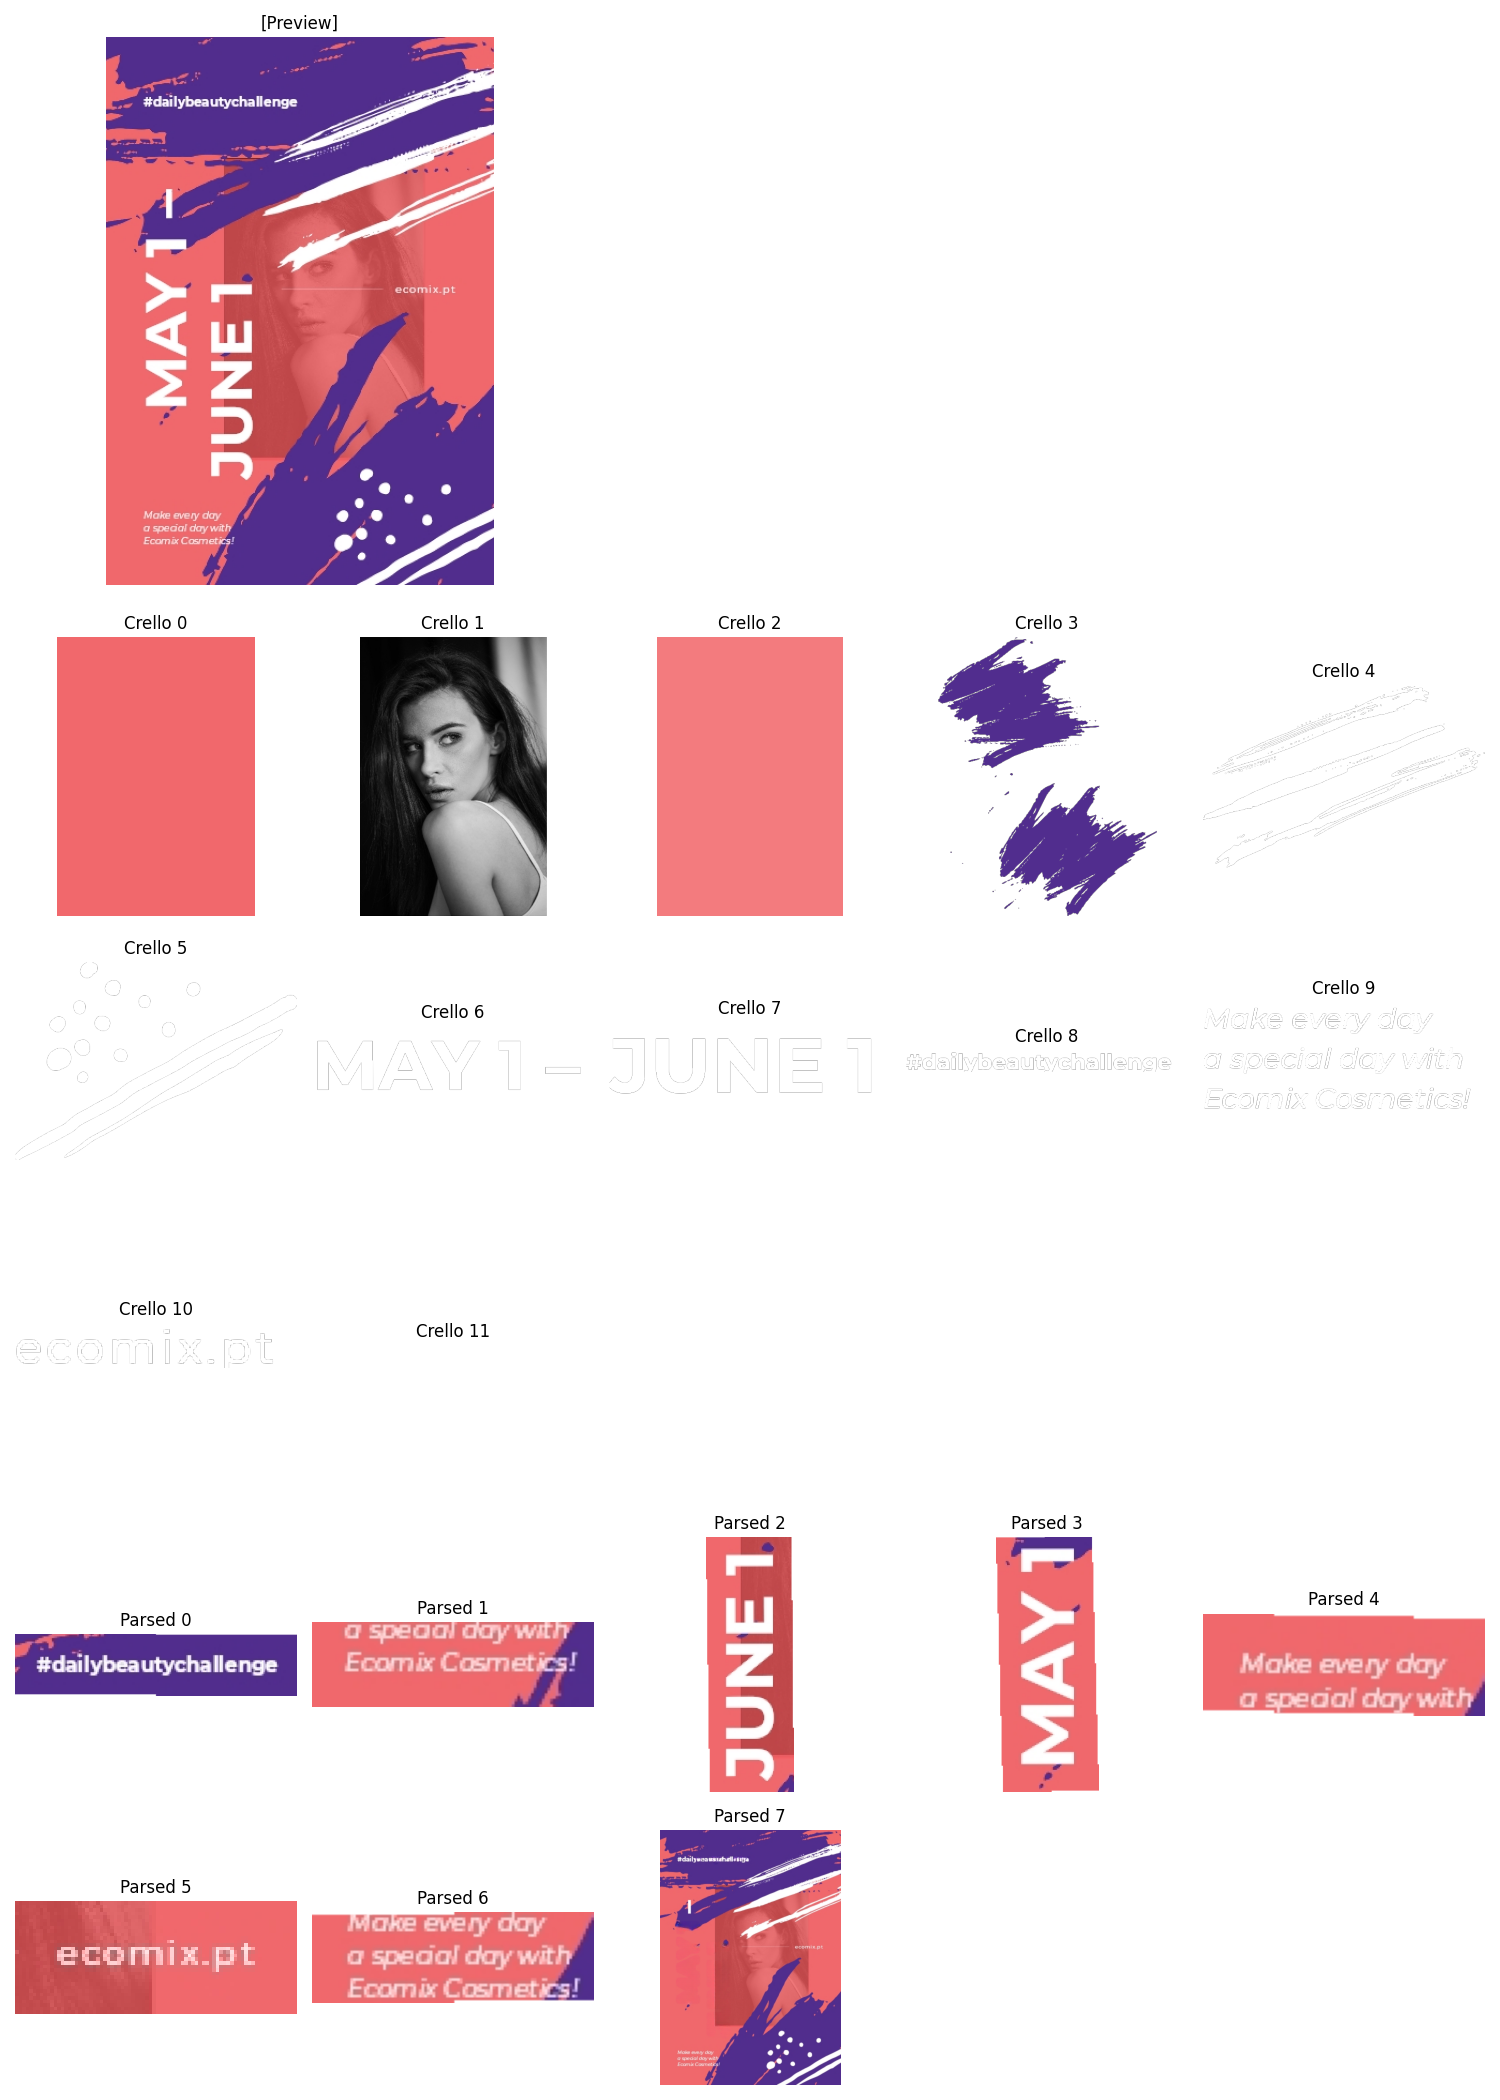 [Preview]
#dailybeautychallenge
MAY 1 –
JUNE 1
ecomix.pt
Make every day
a special day with
Ecomix Cosmetics!
Crello 0
Crello 1
Crello 2
Crello 3
Crello 4
Crello 5
Crello 6
MAY 1 –
Crello 7
JUNE 1
Crello 8
#dailybeautychallenge
Crello 9
Make every day
a special day with
Ecomix Cosmetics!
Crello 10
ecomix.pt
Crello 11
Parsed 0
#dailybeautychallenge
Parsed 1
a special day with
Ecomix Cosmetics!
Parsed 2
JUNE 1
Parsed 3
MAY 1
Parsed 4
Make every day
a special day with
Parsed 5
ecomix.pt
Parsed 6
Make every day
a special day with
Ecomix Cosmetics!
Parsed 7
ecomix.pt
Make every day
a special day with
Ecomix Cosmetics!